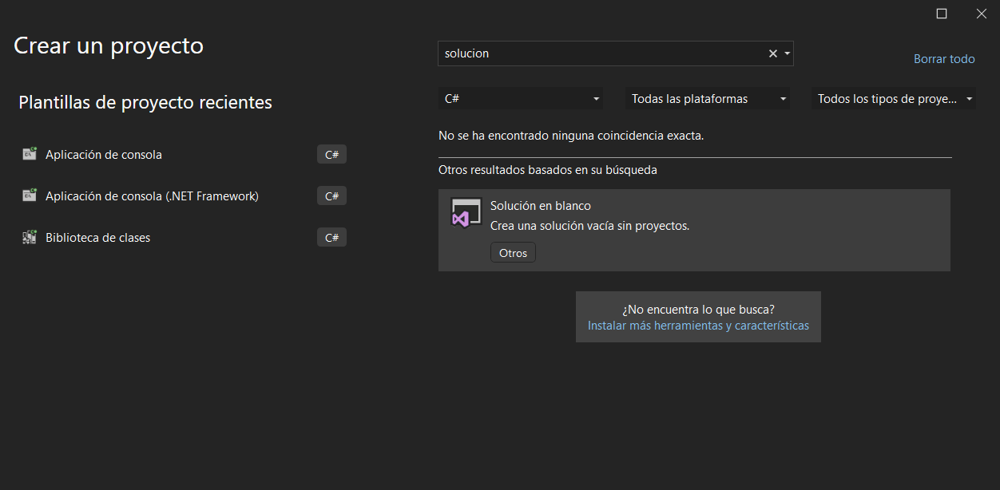 Crear un proyecto
Plantillas de proyecto recientes
Aplicación de consola C#
Aplicación de consola (.NET Framework) C#
Biblioteca de clases C#
solucion
Borrar todo
C# Todas las plataformas Todos los tipos de proye...
No se ha encontrado ninguna coincidencia exacta.
Otros resultados basados en su búsqueda
Solución en blanco
Crea una solución vacía sin proyectos.
Otros
¿No encuentra lo que busca?
Instalar más herramientas y características